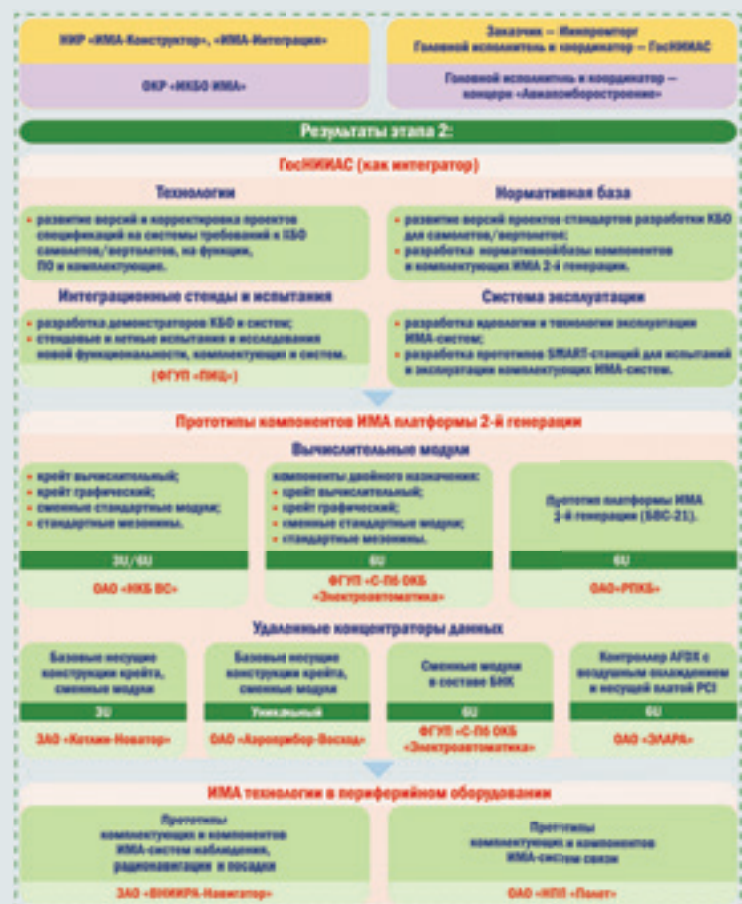 НИР «ИМА-Конструктор», «ИМА-Интеграция»
Заказчик — Минпромторг
Головной исполнитель и координатор — ГосНИИАС
ОКР «ИКБО ИМА»
Головной исполнитель и координатор —
концерн «Авиаприборостроение»
Результаты этапа 2:
ГосНИИАС (как интегратор)
Технологии
• развитие версий и корректировка проектов
спецификаций на системы требований к КБО
самолетов/вертолетов, на функции,
ПО и комплектующие.
Нормативная база
• развитие версий проектов стандартов разработки КБО
для самолетов/вертолетов;
• разработка нормативной базы компонентов
и комплектующих ИМА 2-й генерации.
Интеграционные стенды и испытания
• разработка демонстраторов КБО и систем;
• стендовые и летные испытания и исследования
новой функциональности, комплектующих и систем.
(ФГУП «ПИЦ»)
Система эксплуатации
• разработка идеологии и технологии эксплуатации
ИМА-систем;
• разработка прототипов SMART-станций для испытаний
и эксплуатации комплектующих ИМА-систем.
Прототипы компонентов ИМА платформы 2-й генерации
Вычислительные модули
• крейт вычислительный;
• крейт графический;
• сменные стандартные модули;
• стандартные мезонины.
3U/6U
ОАО «НКБ ВС»
компоненты двойного назначения:
• крейт вычислительный;
• крейт графический;
• сменные стандартные модули;
• стандартные мезонины.
6U
ФГУП «С-Пб ОКБ
«Электроавтоматика»
Прототип платформы ИМА
2-й генерации (БВС-21).
6U
ОАО«РПКБ»
Удаленные концентраторы данных
Базовые несущие
конструкции крейта,
сменные модули
3U
ЗАО «Котлин-Новатор»
Базовые несущие
конструкции крейта,
сменные модули
Уникальный
ОАО «Аэроприбор-Восход»
Сменные модули
в составе БНК
6U
ФГУП «С-Пб ОКБ
«Электроавтоматика»
Контроллер AFDX с
воздушным охлаждением
и несущей платой PCI
6U
ОАО «ЭЛАРА»
ИМА технологии в периферийном оборудовании
Прототипы
комплектующих и компонентов
ИМА-систем наблюдения,
радионавигации и посадки
ЗАО «ВНИИРА-Навигатор»
Прототипы
комплектующих и компонентов
ИМА-систем связи
ОАО «НПП «Полет»